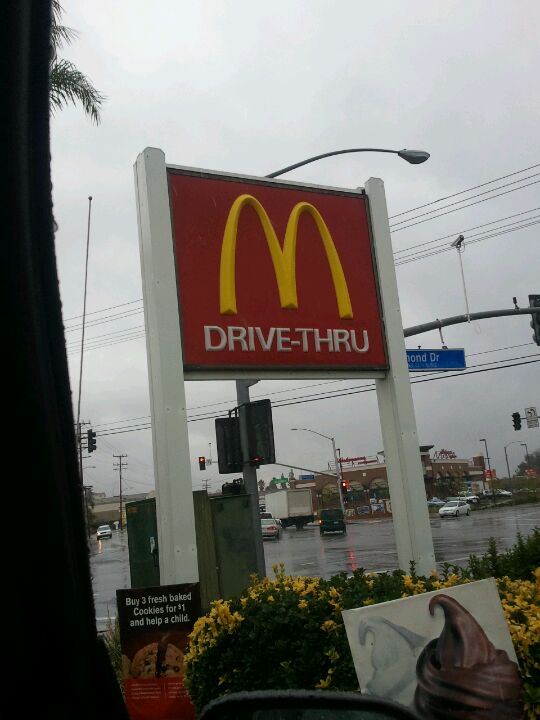 DRIVE-THRU
mond Dr
Buy 3 fresh baked
Cookies for $1
and help a child.